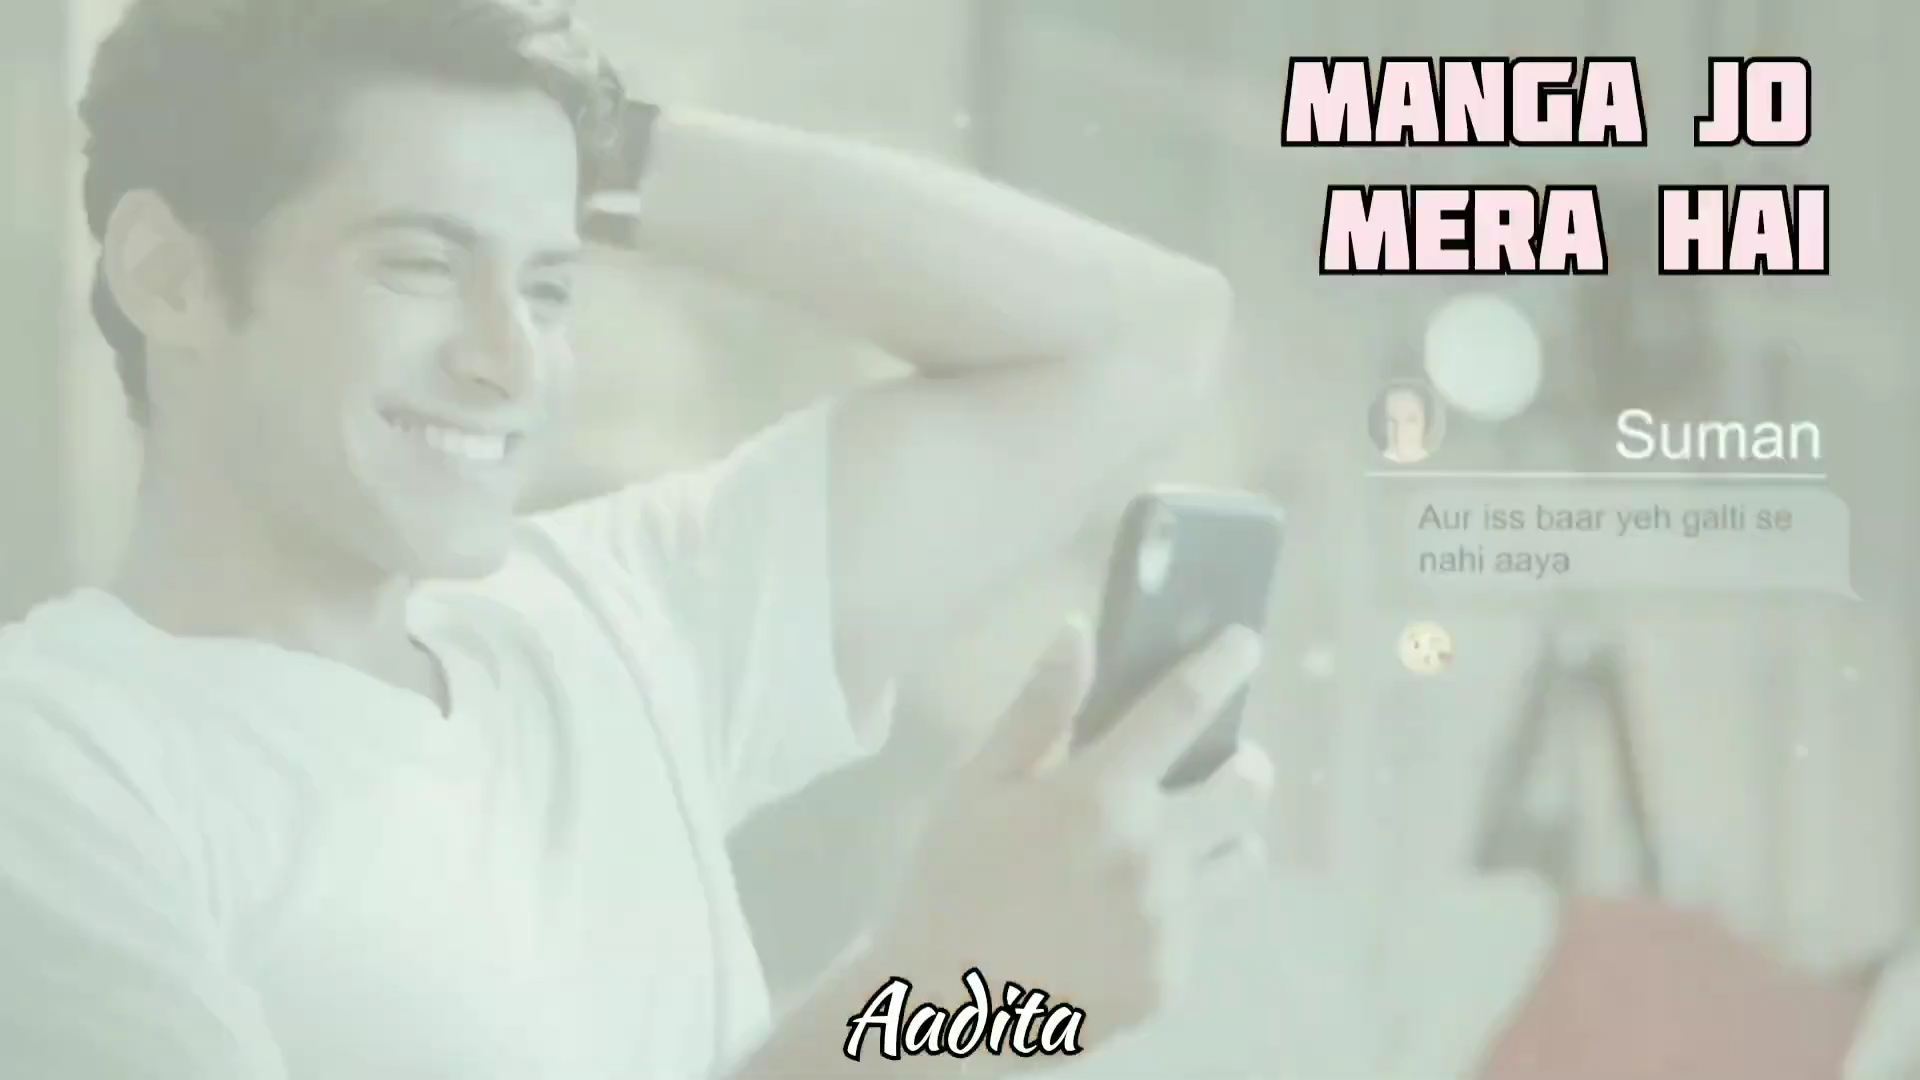 MANGA JO
MERA HAI
Suman
Aur iss baar yeh galti se
nahi aaya
Aadita